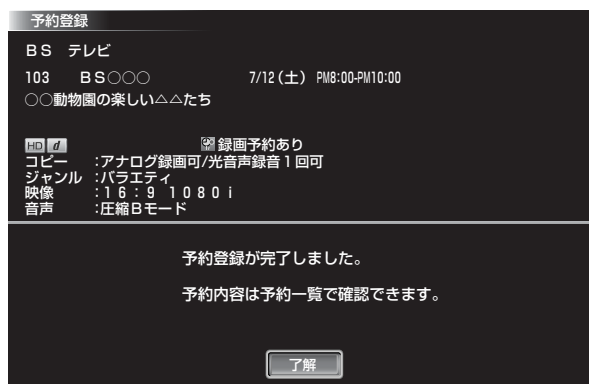 予約登録
BS テレビ
103 BS○○○ 7/12(土) PM8:00-PM10:00
○○動物園の楽しい△△たち
HD d 録画予約あり
コピー :アナログ録画可/光音声録音1回可
ジャンル :バラエティ
映像 :16:9 1080i
音声 :圧縮Bモード
予約登録が完了しました。
予約内容は予約一覧で確認できます。
了解